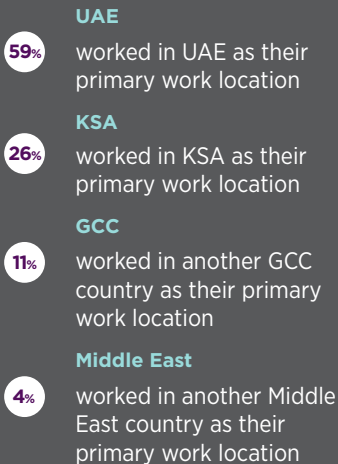 UAE
59%
worked in UAE as their
primary work location
KSA
26%
worked in KSA as their
primary work location
GCC
11%
worked in another GCC
country as their primary
work location
Middle East
4%
worked in another Middle
East country as their
primary work location